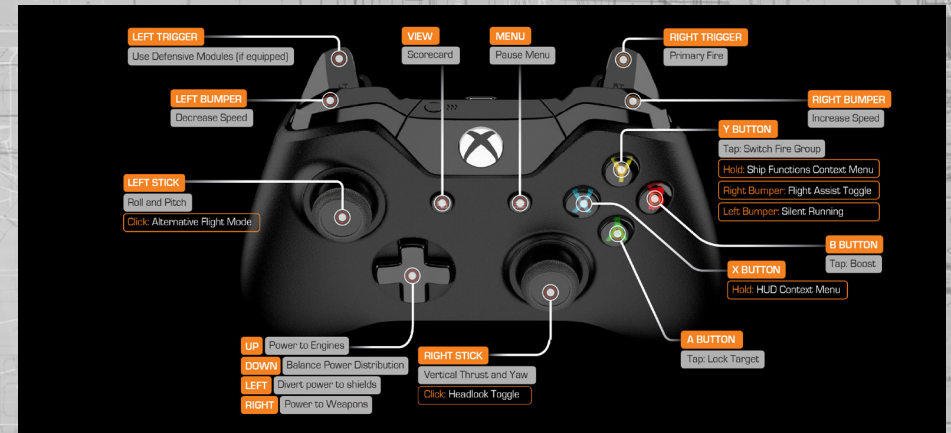 LEFT TRIGGER
Use Defensive Modules (if equipped)
VIEW
Scorecard
MENU
Pause Menu
RIGHT TRIGGER
Primary Fire
LEFT BUMPER
Decrease Speed
RIGHT BUMPER
Increase Speed
Y BUTTON
Tap: Switch Fire Group
Hold: Ship Functions Context Menu
Right Bumper: Flight Assist Toggle
Left Bumper: Silent Running
LEFT STICK
Roll and Pitch
Click: Alternative Flight Mode
B BUTTON
Tap: Boost
X BUTTON
Hold: HUD Context Menu
A BUTTON
Tap: Lock Target
UP Power to Engines
DOWN Balance Power Distribution
LEFT Divert power to shields
RIGHT Power to Weapons
RIGHT STICK
Vertical Thrust and Yaw
Click: Headlook Toggle